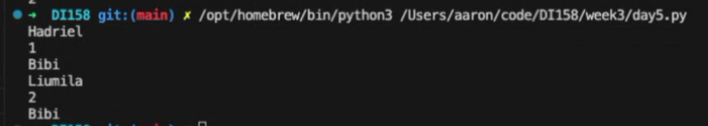 ➜ DI158 git:(main) ✗ /opt/homebrew/bin/python3 /Users/aaron/code/DI158/week3/day5.py
Hadriel
1
Bibi
Liumila
2
Bibi